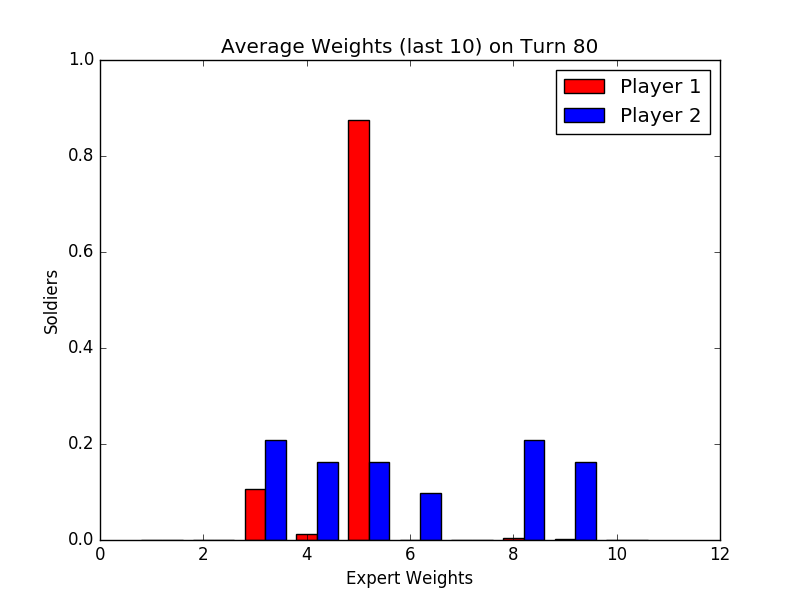 Average Weights (last 10) on Turn 80
1.0
Player 1
Player 2
0.8
0.6
Soldiers
0.4
0.2
0.0
0 2 4 6 8 10 12
Expert Weights